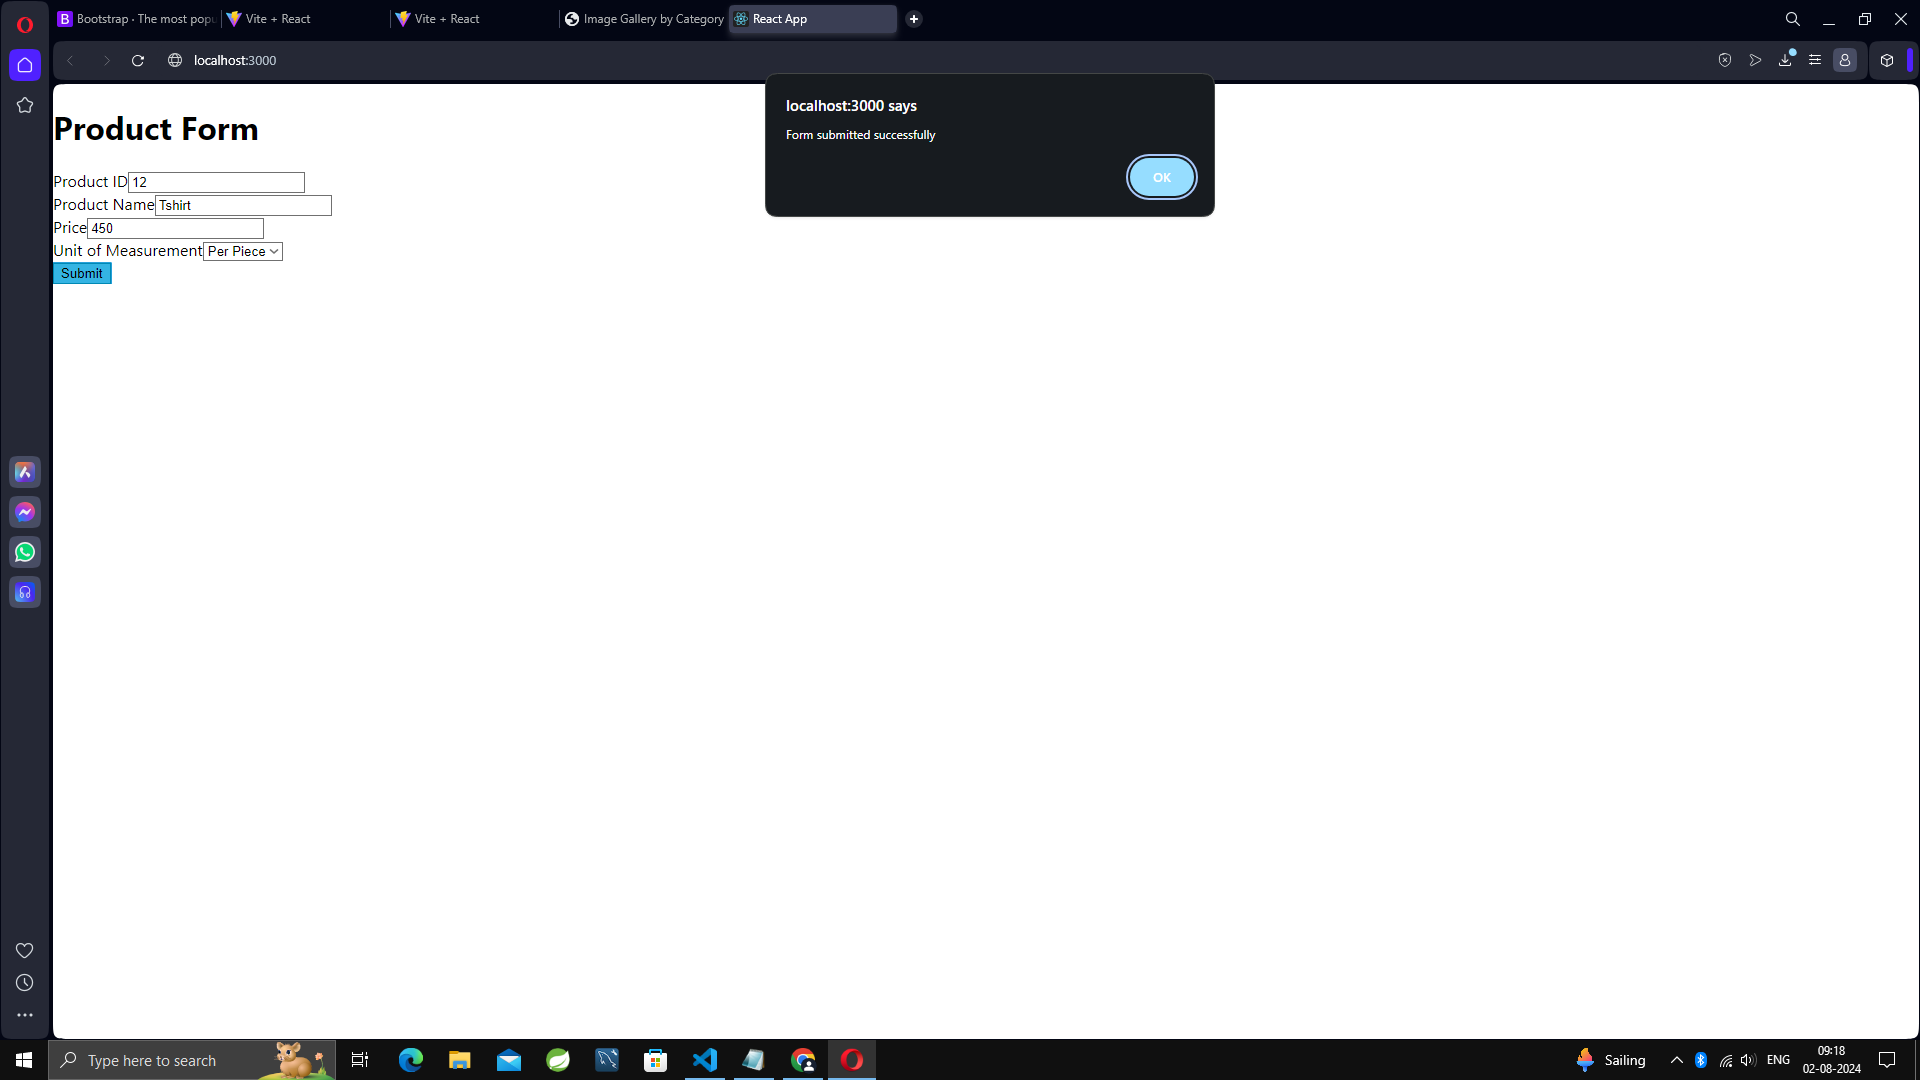 Bootstrap · The most popu
Vite + React
Vite + React
Image Gallery by Category
React App
localhost:3000
localhost:3000 says
Form submitted successfully
OK
Product Form
Product ID 12
Product Name Tshirt
Price 450
Unit of Measurement Per Piece
Submit
Type here to search
Sailing
ENG
09:18
02-08-2024